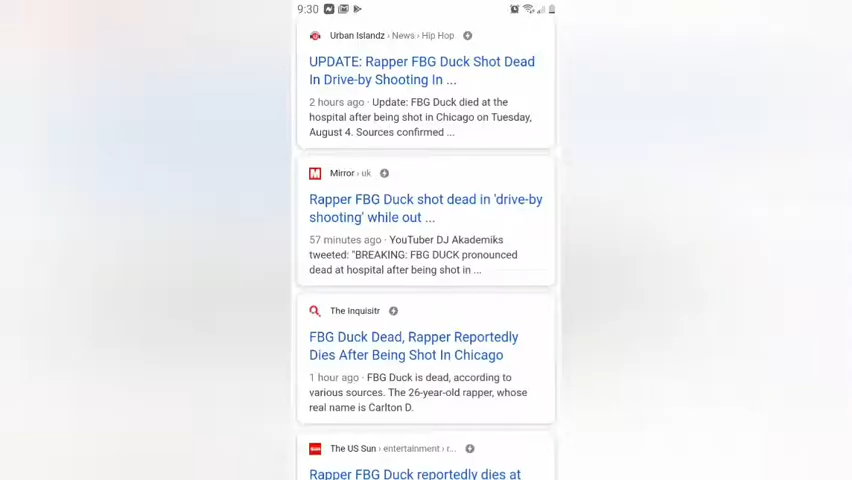 9:30
Urban Islandz › News › Hip Hop
UPDATE: Rapper FBG Duck Shot Dead
In Drive-by Shooting In ...
2 hours ago · Update: FBG Duck died at the
hospital after being shot in Chicago on Tuesday,
August 4. Sources confirmed ...
Mirror › uk
Rapper FBG Duck shot dead in 'drive-by
shooting' while out ...
57 minutes ago · YouTuber DJ Akademiks
tweeted: "BREAKING: FBG DUCK pronounced
dead at hospital after being shot in ...
The Inquisitr
FBG Duck Dead, Rapper Reportedly
Dies After Being Shot In Chicago
1 hour ago · FBG Duck is dead, according to
various sources. The 26-year-old rapper, whose
real name is Carlton D.
The US Sun › entertainment › r...
Rapper FBG Duck reportedly dies at